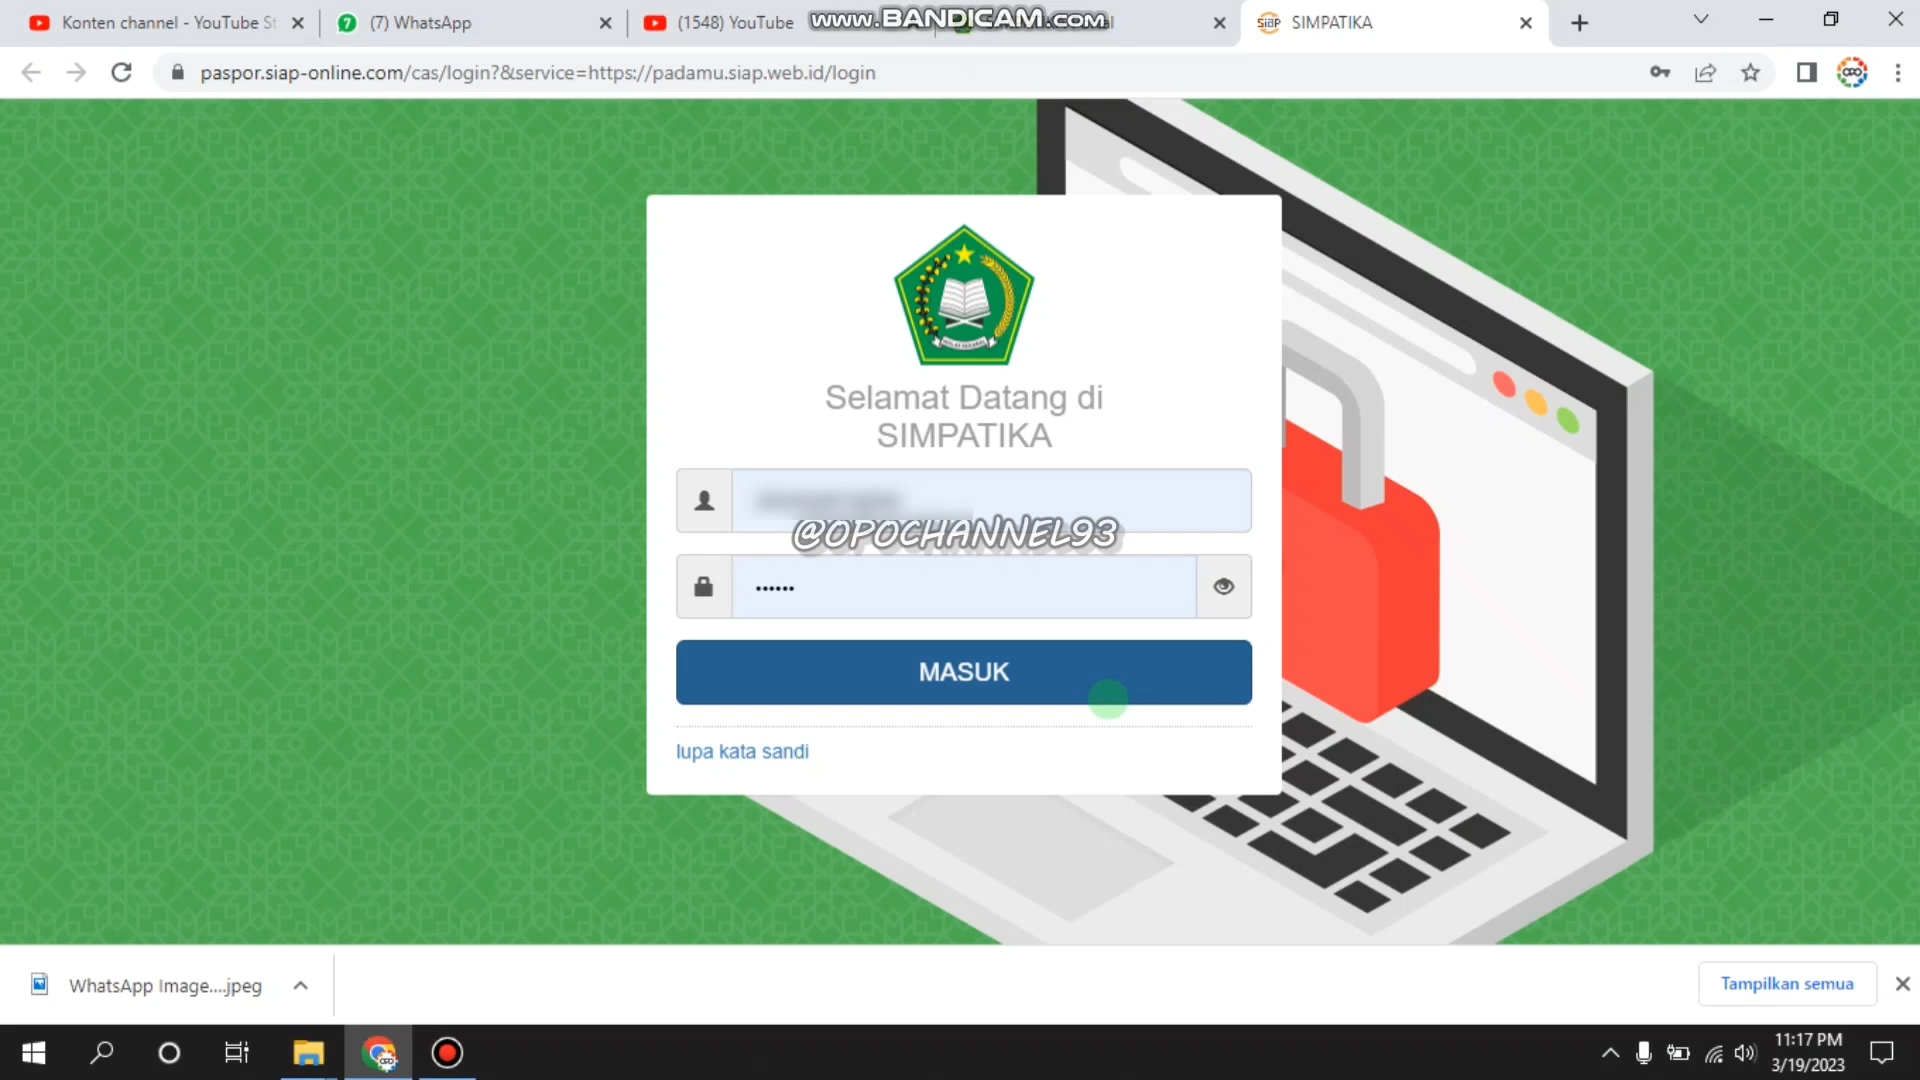 Konten channel - YouTube St
(7) WhatsApp
(1548) YouTube
www.BANDICAM.com
SIMPATIKA
paspor.siap-online.com/cas/login?&service=https://padamu.siap.web.id/login
Selamat Datang di
SIMPATIKA
@OPOCHANNEL93
••••••
MASUK
lupa kata sandi
WhatsApp Image....jpeg
Tampilkan semua
11:17 PM
3/19/2023